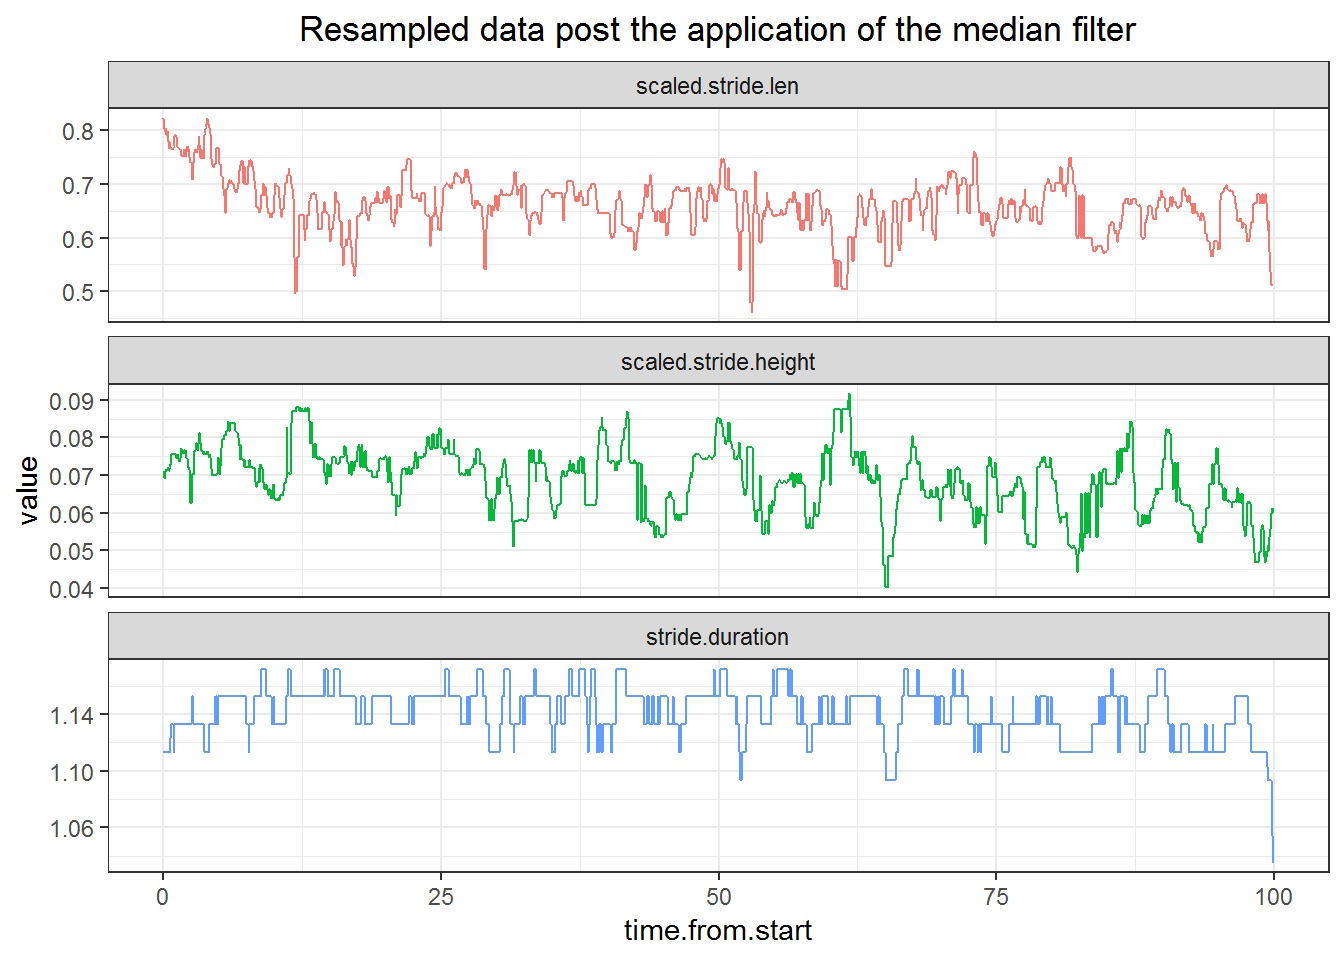 Resampled data post the application of the median filter
scaled.stride.len
0.8
0.7
0.6
0.5
scaled.stride.height
0.09
0.08
0.07
0.06
0.05
0.04
value
stride.duration
1.14
1.10
1.06
0 25 50 75 100
time.from.start